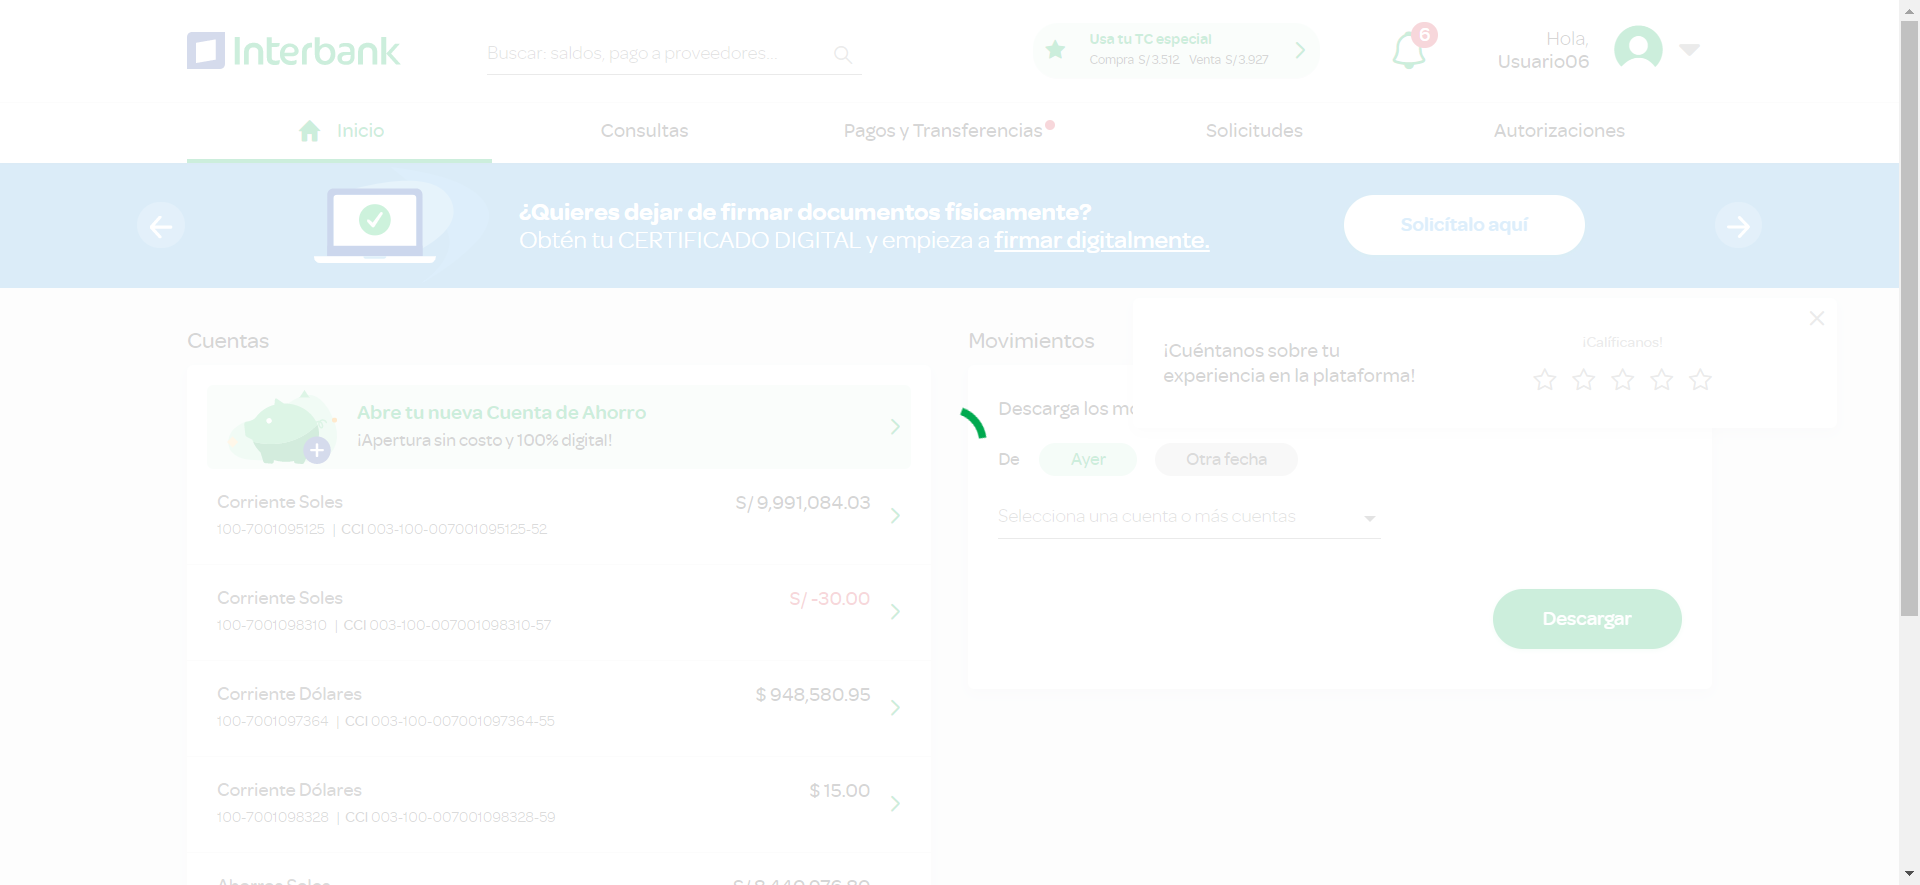 Interbank
Buscar: saldos, pago a proveedores...
Usa tu TC especial
Compra S/3.512 Venta S/3.927
6
Hola,
Usuario06
Inicio
Consultas
Pagos y Transferencias
Solicitudes
Autorizaciones
¿Quieres dejar de firmar documentos físicamente?
Obtén tu CERTIFICADO DIGITAL y empieza a firmar digitalmente.
Solicítalo aquí
Cuentas
Abre tu nueva Cuenta de Ahorro
¡Apertura sin costo y 100% digital!
Corriente Soles
S/ 9,991,084.03
100-7001095125 | CCI 003-100-007001095125-52
Corriente Soles
S/ -30.00
100-7001098310 | CCI 003-100-007001098310-57
Corriente Dólares
$ 948,580.95
100-7001097364 | CCI 003-100-007001097364-55
Corriente Dólares
$ 15.00
100-7001098328 | CCI 003-100-007001098328-59
Ahorros Soles
Movimientos
¡Cuéntanos sobre tu
experiencia en la plataforma!
¡Califícanos!
Descarga los mo
De
Ayer
Otra fecha
Selecciona una cuenta o más cuentas
Descargar